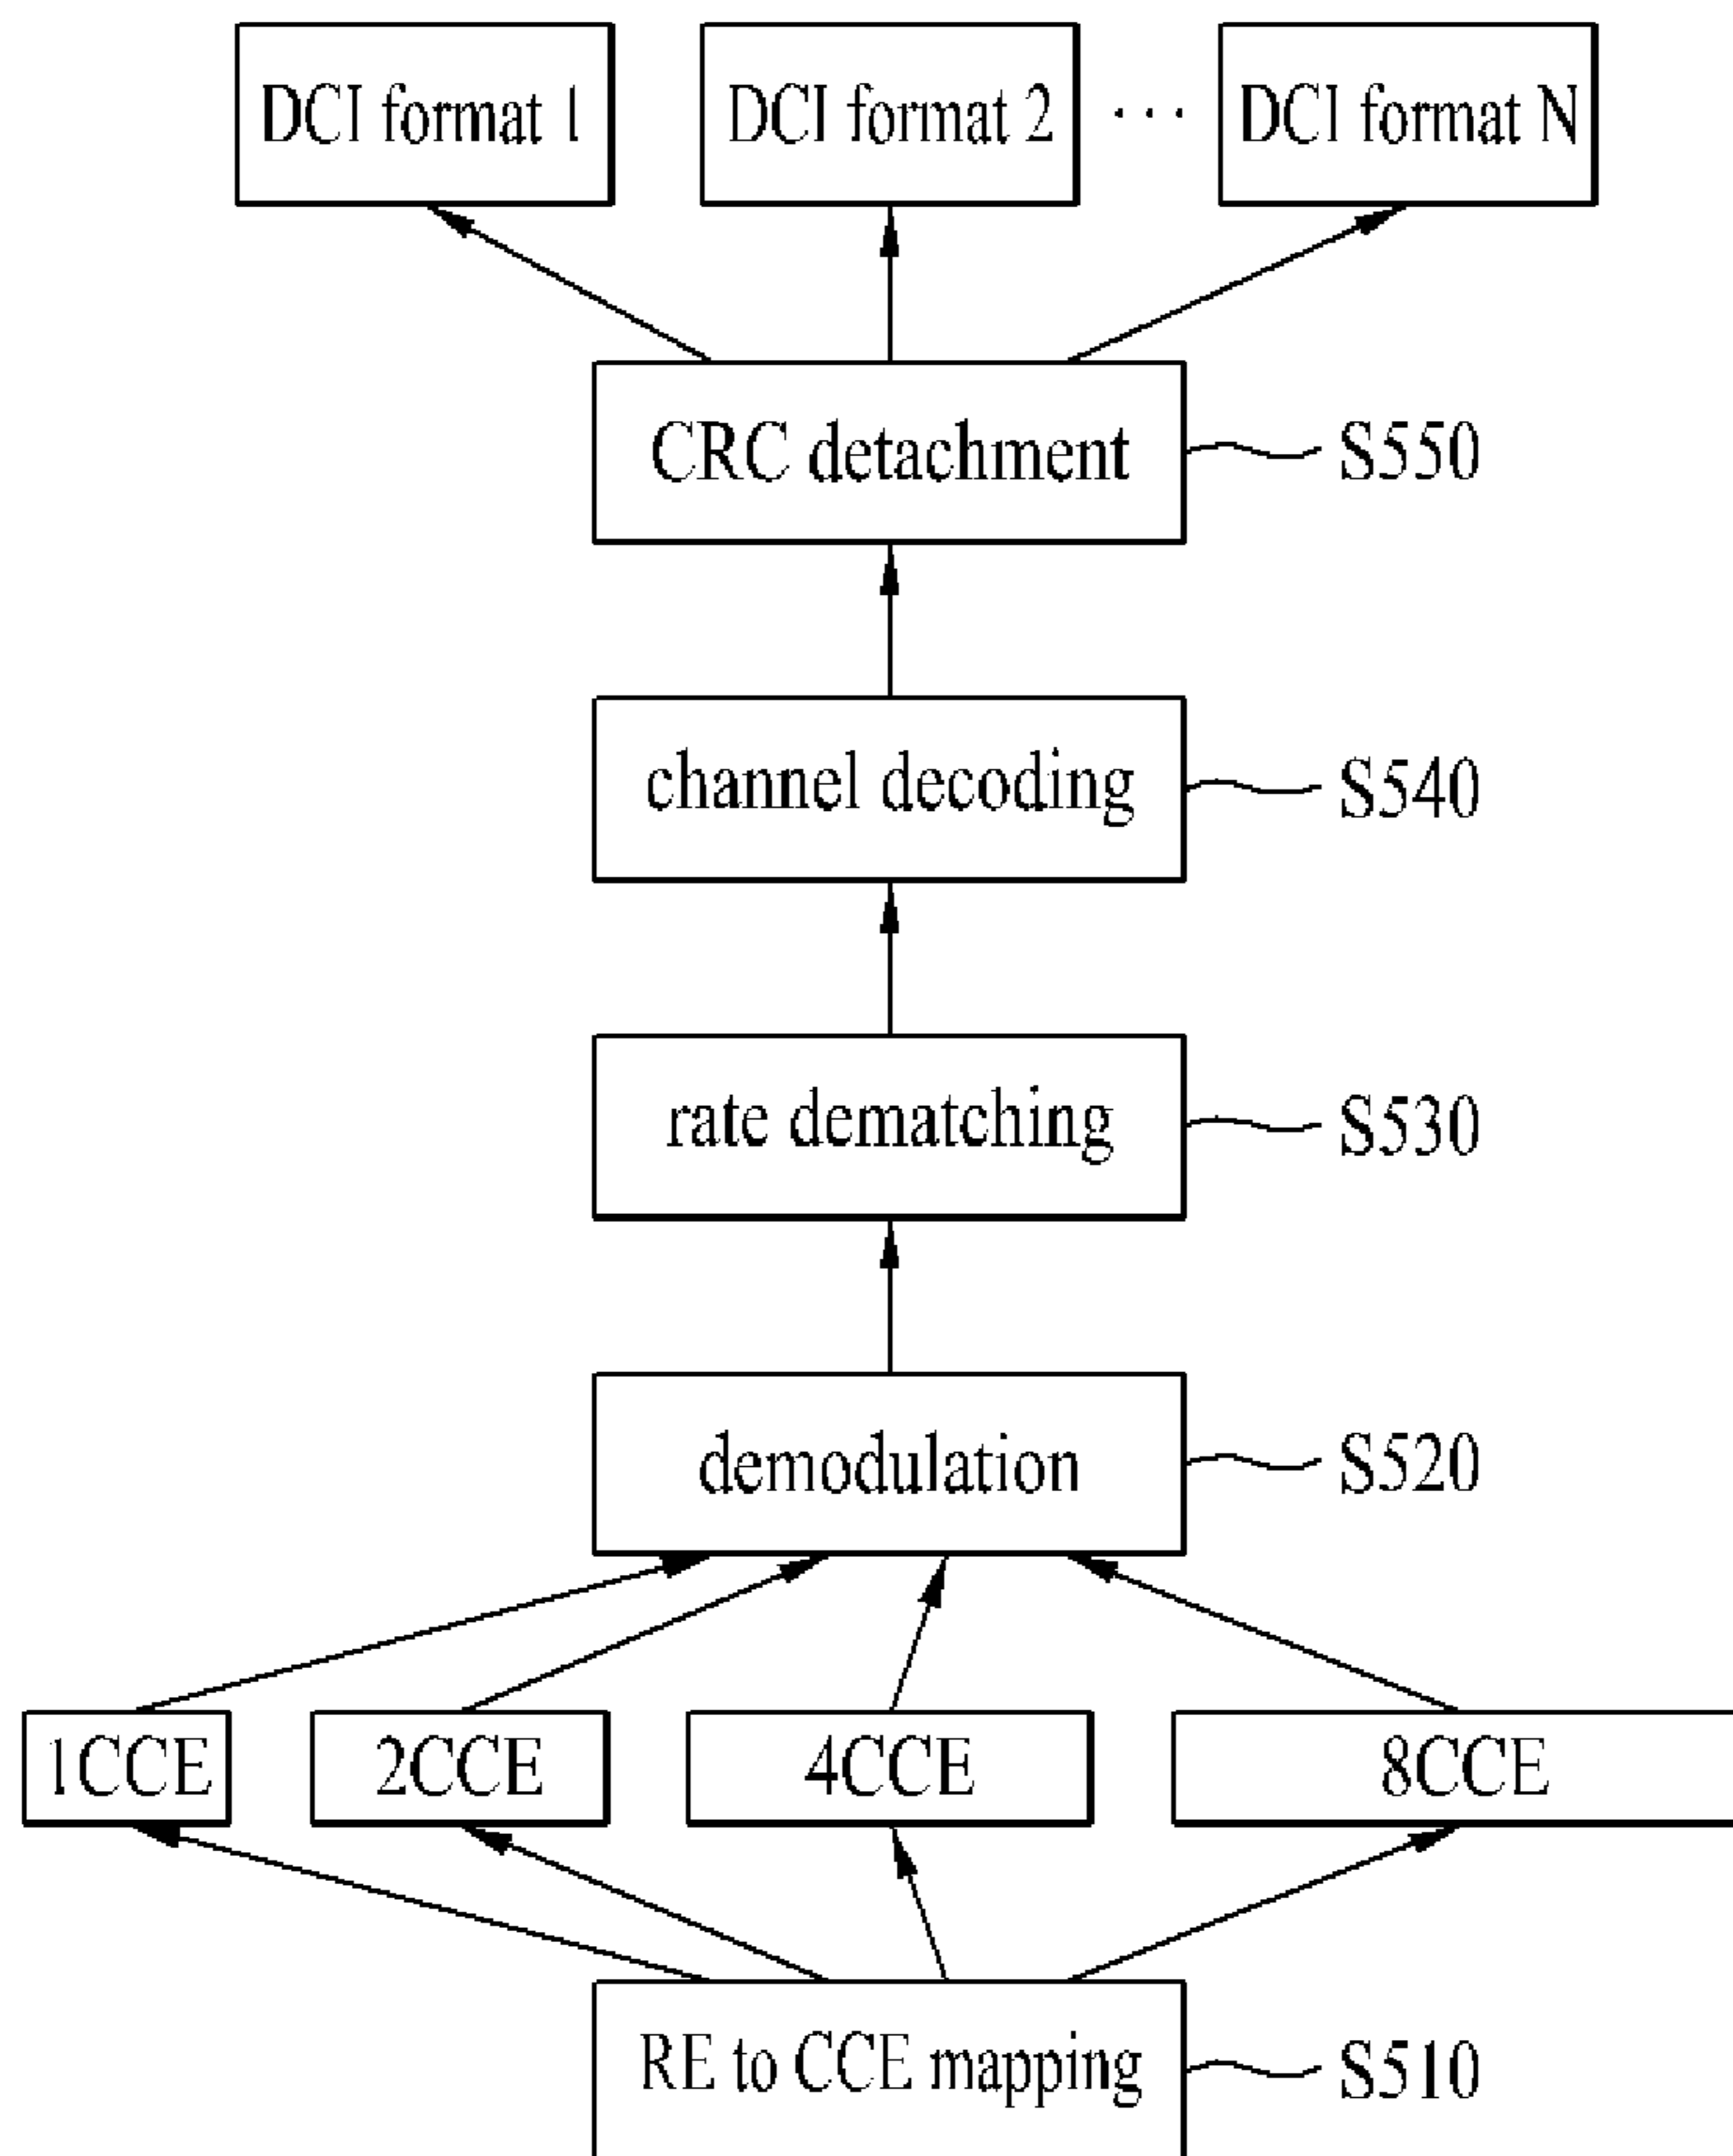 DCI format 1
DCI format 2
. . .
DCI format N
CRC detachment
S550
channel decoding
S540
rate dematching
S530
demodulation
S520
1CCE
2CCE
4CCE
8CCE
RE to CCE mapping
S510